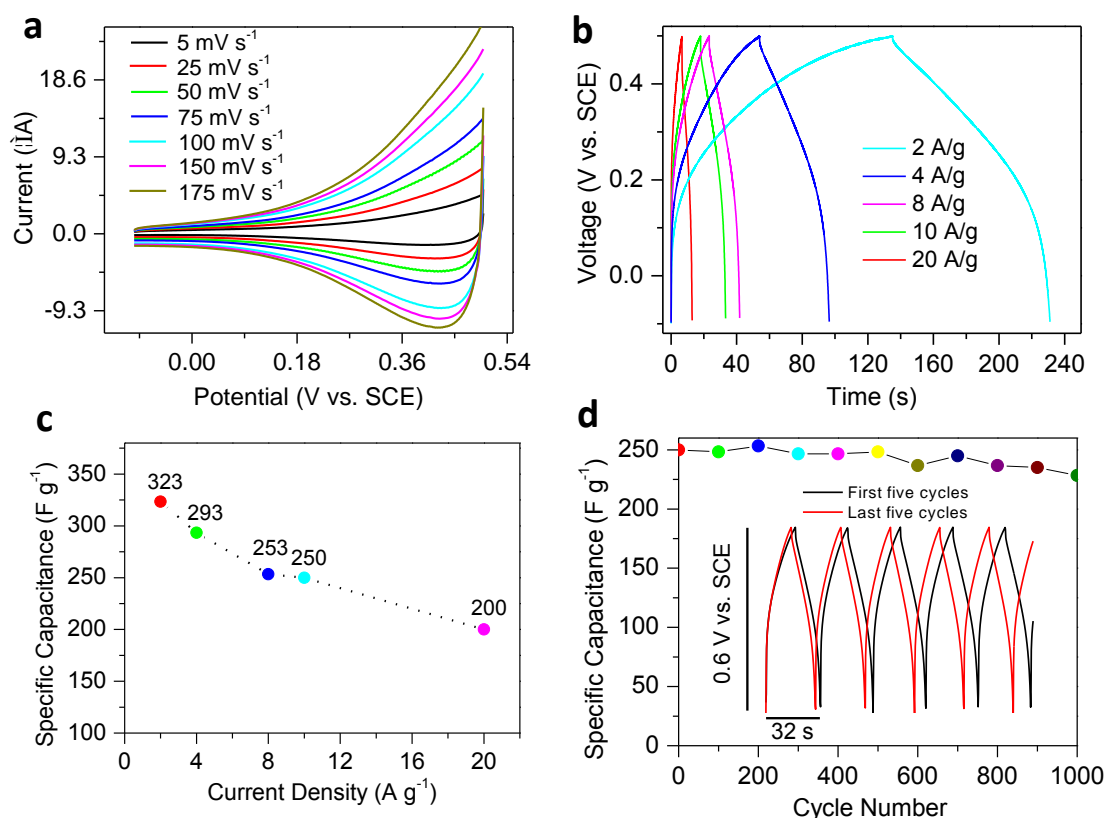 a
5 mV s⁻¹
25 mV s⁻¹
50 mV s⁻¹
75 mV s⁻¹
100 mV s⁻¹
150 mV s⁻¹
175 mV s⁻¹
18.6
9.3
0.0
-9.3
Current (ìÌA)
0.00 0.18 0.36 0.54
Potential (V vs. SCE)
b
0.4
0.2
0.0
Voltage (V vs. SCE)
2 A/g
4 A/g
8 A/g
10 A/g
20 A/g
0 40 80 120 160 200 240
Time (s)
c
350
300
250
200
150
100
Specific Capacitance (F g⁻¹)
323
293
253
250
200
0 4 8 12 16 20
Current Density (A g⁻¹)
d
250
200
150
100
50
0
Specific Capacitance (F g⁻¹)
First five cycles
Last five cycles
0.6 V vs. SCE
32 s
0 200 400 600 800 1000
Cycle Number